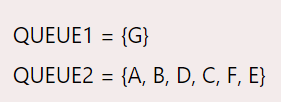 QUEUE1 = {G}
QUEUE2 = {A, B, D, C, F, E}